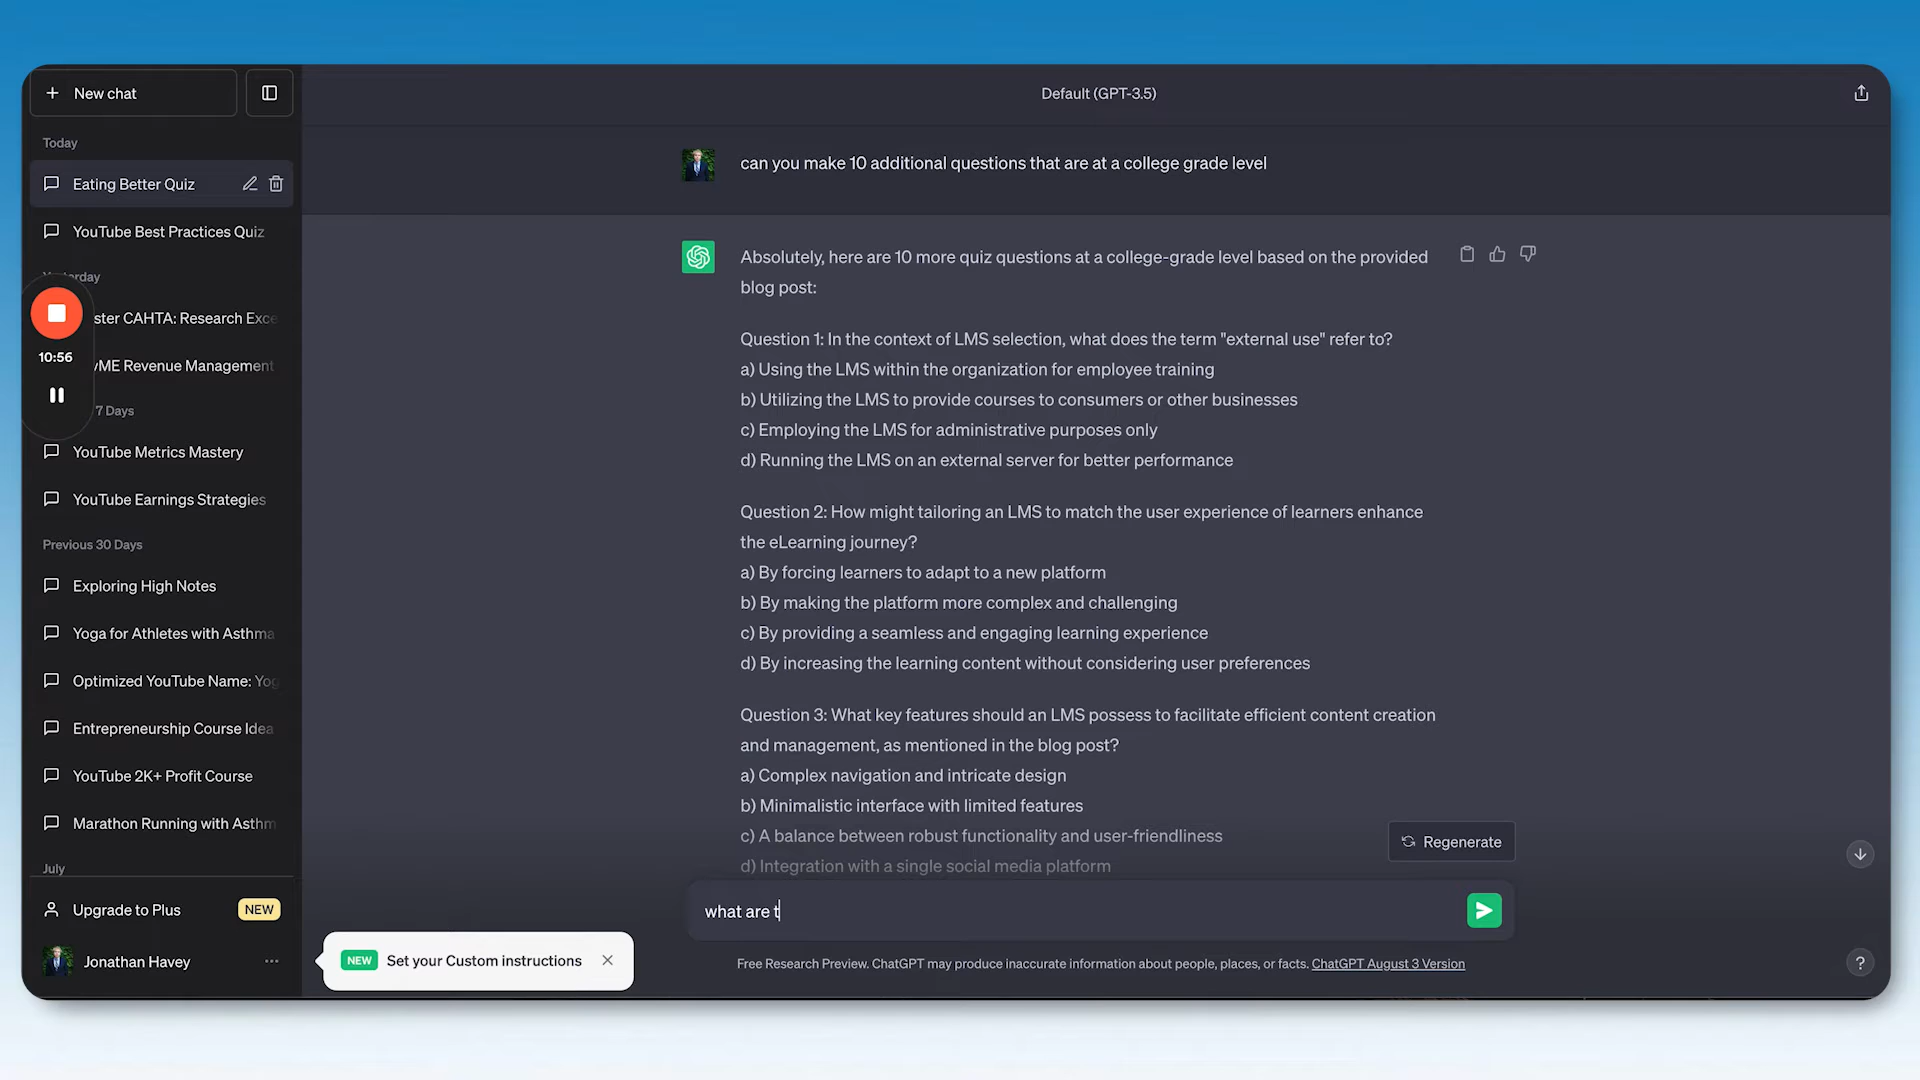 New chat
Today
Eating Better Quiz
YouTube Best Practices Quiz
CAHTA: Research Exce
Revenue Management
7 Days
YouTube Metrics Mastery
YouTube Earnings Strategies
Previous 30 Days
Exploring High Notes
Yoga for Athletes with Asthma
Optimized YouTube Name: Yog
Entrepreneurship Course Idea
YouTube 2K+ Profit Course
Marathon Running with Asthm
July
Upgrade to Plus
NEW
Jonathan Havey
10:56
Default (GPT-3.5)
can you make 10 additional questions that are at a college grade level
Absolutely, here are 10 more quiz questions at a college-grade level based on the provided
blog post:
Question 1: In the context of LMS selection, what does the term "external use" refer to?
a) Using the LMS within the organization for employee training
b) Utilizing the LMS to provide courses to consumers or other businesses
c) Employing the LMS for administrative purposes only
d) Running the LMS on an external server for better performance
Question 2: How might tailoring an LMS to match the user experience of learners enhance
the eLearning journey?
a) By forcing learners to adapt to a new platform
b) By making the platform more complex and challenging
c) By providing a seamless and engaging learning experience
d) By increasing the learning content without considering user preferences
Question 3: What key features should an LMS possess to facilitate efficient content creation
and management, as mentioned in the blog post?
a) Complex navigation and intricate design
b) Minimalistic interface with limited features
c) A balance between robust functionality and user-friendliness
d) Integration with a single social media platform
Regenerate
what are t
NEW Set your Custom instructions
Free Research Preview. ChatGPT may produce inaccurate information about people, places, or facts. ChatGPT August 3 Version
?